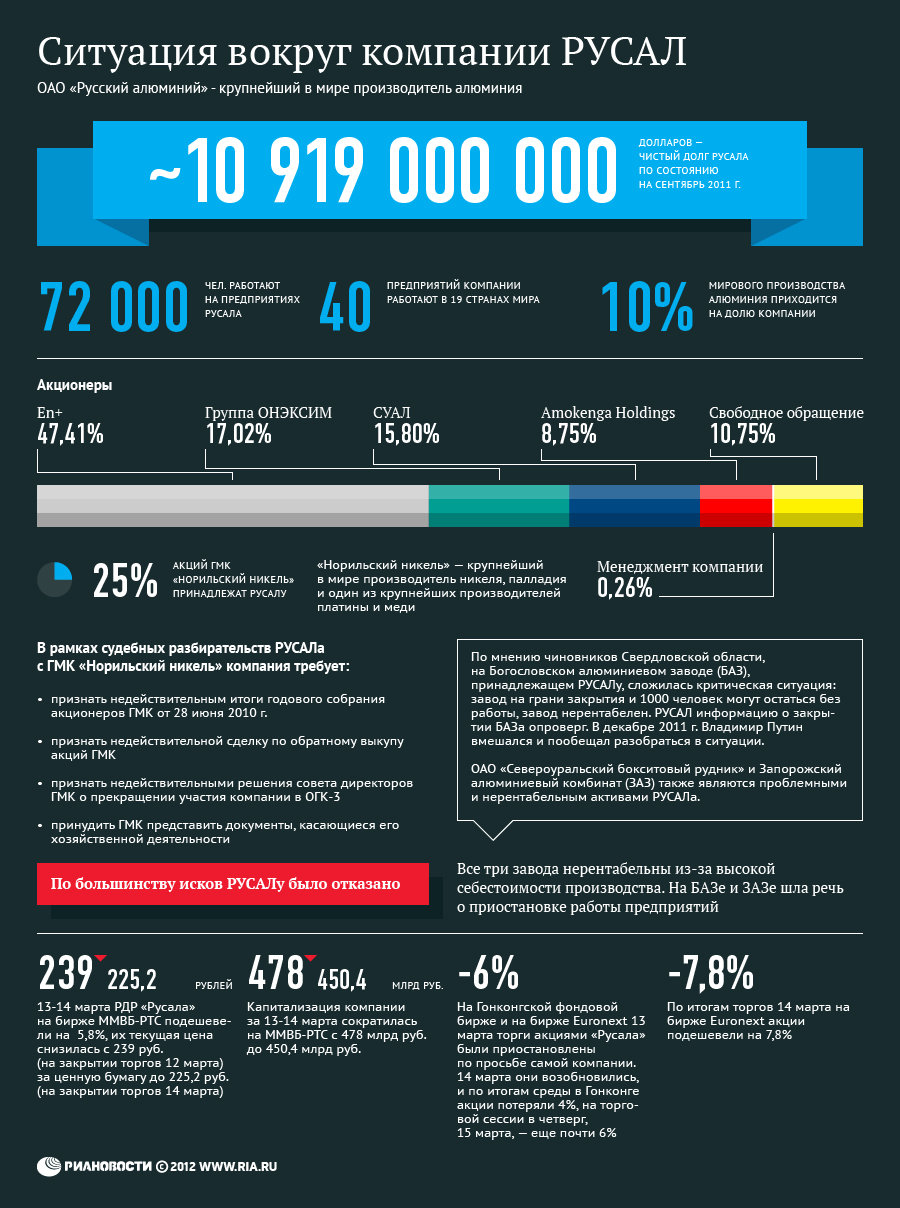 Ситуация вокруг компании РУСАЛ
ОАО «Русский алюминий» - крупнейший в мире производитель алюминия
~10 919 000 000
ДОЛЛАРОВ —
ЧИСТЫЙ ДОЛГ РУСАЛА
ПО СОСТОЯНИЮ
НА СЕНТЯБРЬ 2011 Г.
72 000
ЧЕЛ. РАБОТАЮТ
НА ПРЕДПРИЯТИЯХ
РУСАЛА
40
ПРЕДПРИЯТИЙ КОМПАНИИ
РАБОТАЮТ В 19 СТРАНАХ МИРА
10%
МИРОВОГО ПРОИЗВОДСТВА
АЛЮМИНИЯ ПРИХОДИТСЯ
НА ДОЛЮ КОМПАНИИ
Акционеры
En+
47,41%
Группа ОНЭКСИМ
17,02%
СУАЛ
15,80%
Amokenga Holdings
8,75%
Свободное обращение
10,75%
25%
АКЦИЙ ГМК
«НОРИЛЬСКИЙ НИКЕЛЬ»
ПРИНАДЛЕЖАТ РУСАЛУ
«Норильский никель» — крупнейший
в мире производитель никеля, палладия
и один из крупнейших производителей
платины и меди
Менеджмент компании
0,26%
В рамках судебных разбирательств РУСАЛа
с ГМК «Норильский никель» компания требует:
• признать недействительным итоги годового собрания
акционеров ГМК от 28 июня 2010 г.
• признать недействительной сделку по обратному выкупу
акций ГМК
• признать недействительными решения совета директоров
ГМК о прекращении участия компании в ОГК-3
• принудить ГМК представить документы, касающиеся его
хозяйственной деятельности
По большинству исков РУСАЛу было отказано
По мнению чиновников Свердловской области,
на Богословском алюминиевом заводе (БАЗ),
принадлежащем РУСАЛу, сложилась критическая ситуация:
завод на грани закрытия и 1000 человек могут остаться без
работы, завод нерентабелен. РУСАЛ информацию о закры-
тии БАЗа опроверг. В декабре 2011 г. Владимир Путин
вмешался и пообещал разобраться в ситуации.
ОАО «Североуральский бокситовый рудник» и Запорожский
алюминиевый комбинат (ЗАЗ) также являются проблемными
и нерентабельным активами РУСАЛа.
Все три завода нерентабельны из-за высокой
себестоимости производства. На БАЗе и ЗАЗе шла речь
о приостановке работы предприятий
239 225,2 РУБЛЕЙ
13-14 марта РДР «Русала»
на бирже ММВБ-РТС подешеве-
ли на 5,8%, их текущая цена
снизилась с 239 руб.
(на закрытии торгов 12 марта)
за ценную бумагу до 225,2 руб.
(на закрытии торгов 14 марта)
478 450,4 МЛРД РУБ.
Капитализация компании
за 13-14 марта сократилась
на ММВБ-РТС с 478 млрд руб.
до 450,4 млрд руб.
-6%
На Гонконгской фондовой
бирже и на бирже Euronext 13
марта торги акциями «Русала»
были приостановлены
по просьбе самой компании.
14 марта они возобновились,
и по итогам среды в Гонконге
акции потеряли 4%, на торго-
вой сессии в четверг,
15 марта, — еще почти 6%
-7,8%
По итогам торгов 14 марта на
бирже Euronext акции
подешевели на 7,8%
РИАНОВОСТИ © 2012 WWW.RIA.RU